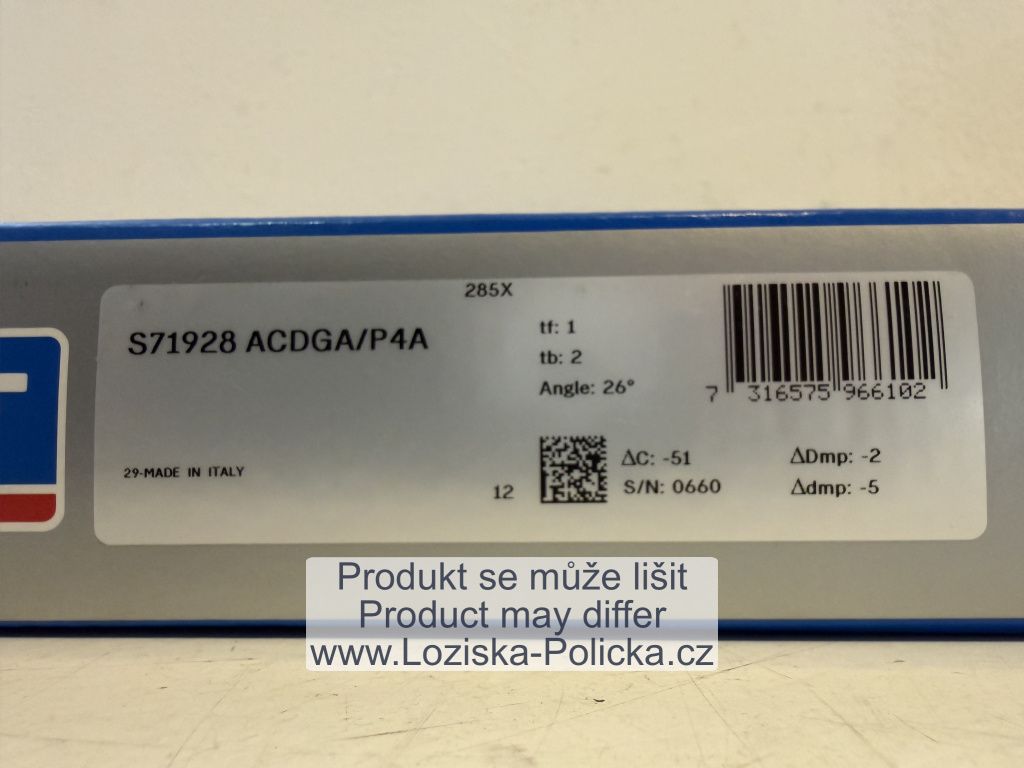 285X
S71928 ACDGA/P4A
tf: 1
tb: 2
Angle: 26°
7 316575 966102
29-MADE IN ITALY
12
ΔC: -51
ΔDmp: -2
S/N: 0660
Δdmp: -5
Produkt se může lišit
Product may differ
www.Loziska-Policka.cz